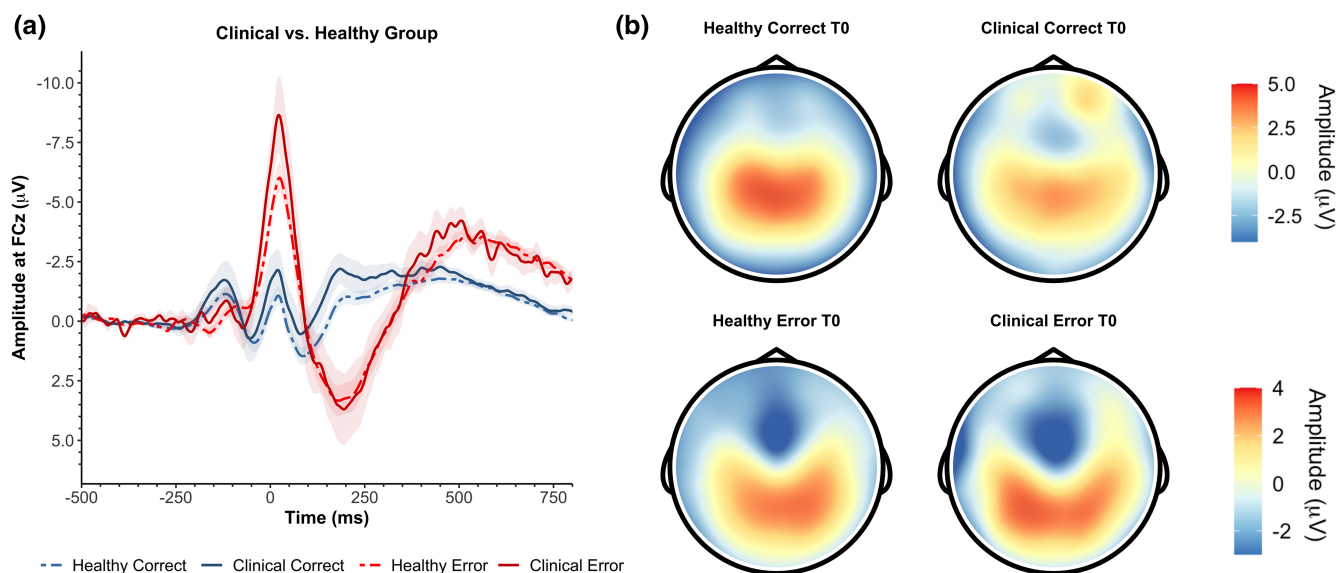 (a)
Clinical vs. Healthy Group
-10.0
-7.5
-5.0
-2.5
0.0
2.5
5.0
Amplitude at FCz (μV)
-500
-250
0
250
500
750
Time (ms)
Healthy Correct
Clinical Correct
Healthy Error
Clinical Error
(b)
Healthy Correct T0
Clinical Correct T0
5.0
2.5
0.0
-2.5
Amplitude (μV)
Healthy Error T0
Clinical Error T0
4
2
0
-2
Amplitude (μV)